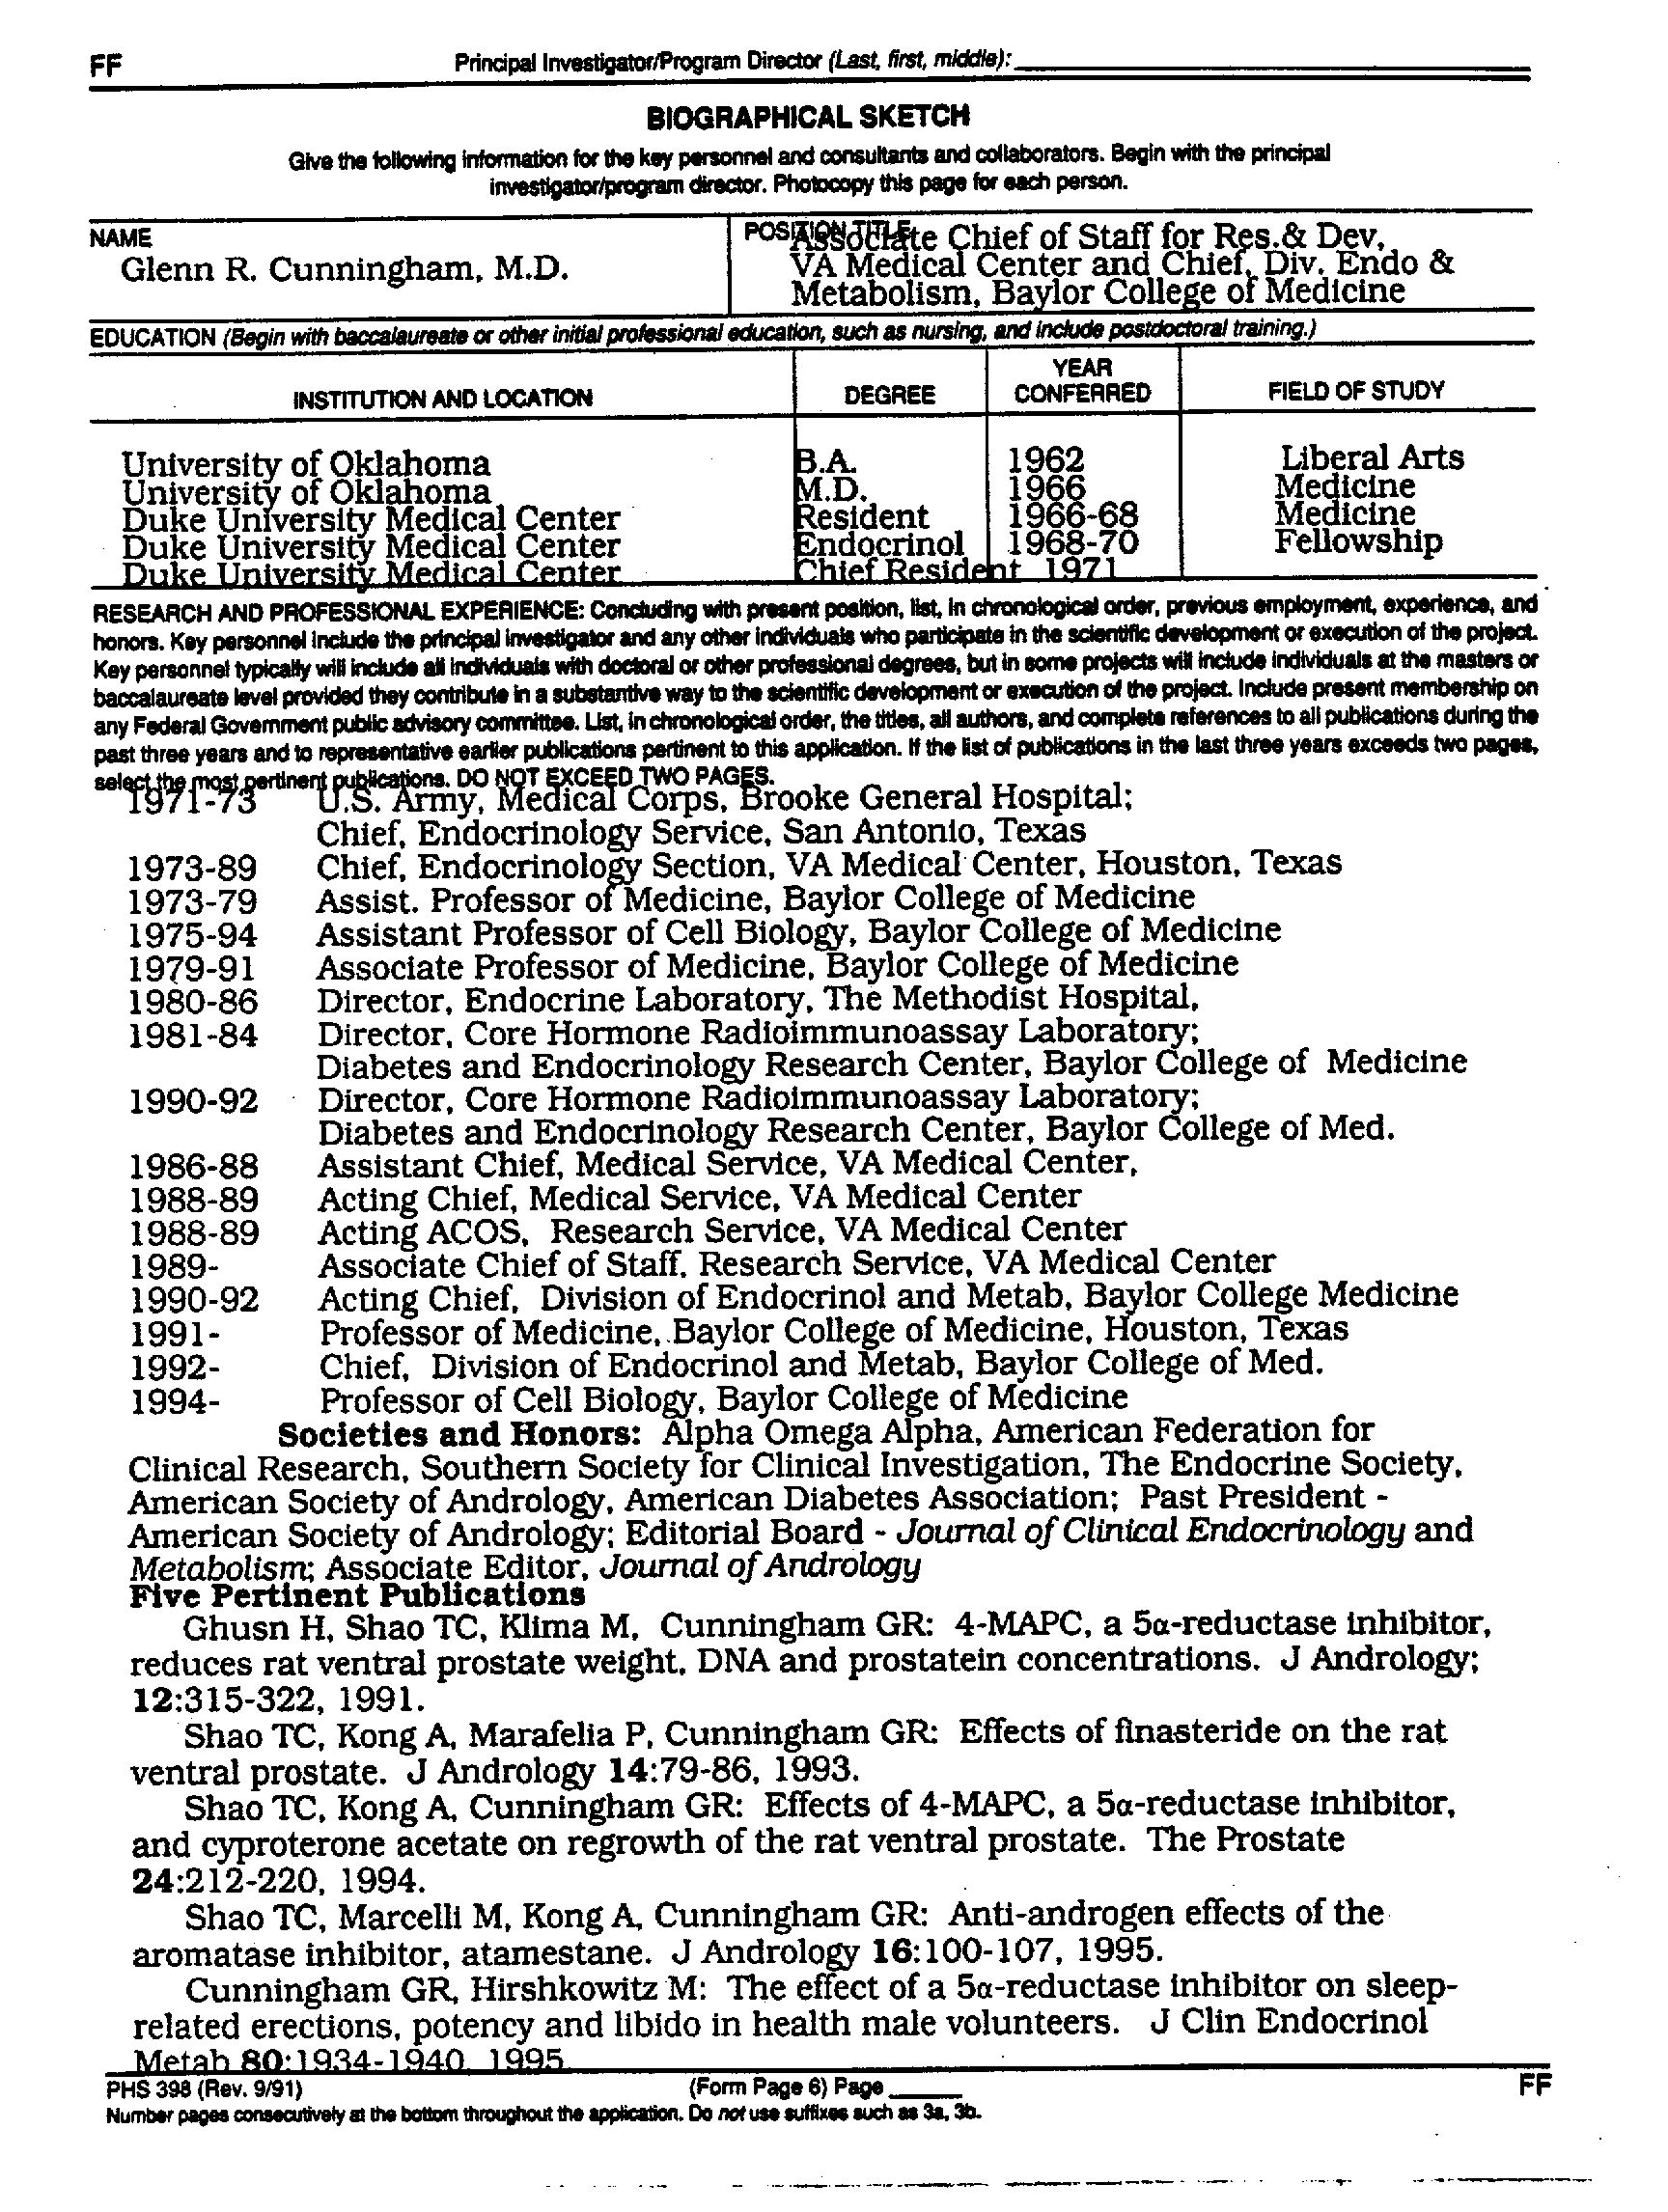 FF Principal Investigator/Program Director (Last, first, middle):
BIOGRAPHICAL SKETCH
Give the following information for the key personnel and consultants and collaborators. Begin with the principal
investigator/program director. Photocopy this page for each person.
NAME
Glenn R. Cunningham, M.D.
POSITION TITLE
Associate Chief of Staff for Res.& Dev,
VA Medical Center and Chief, Div. Endo &
Metabolism, Baylor College of Medicine
EDUCATION (Begin with baccalaureate or other initial professional education, such as nursing, and include postdoctoral training.)
INSTITUTION AND LOCATION DEGREE YEAR CONFERRED FIELD OF STUDY
University of Oklahoma B.A. 1962 Liberal Arts
University of Oklahoma M.D. 1966 Medicine
Duke University Medical Center Resident 1966-68 Medicine
Duke University Medical Center Endocrinol 1968-70 Fellowship
Duke University Medical Center Chief Resident 1971
RESEARCH AND PROFESSIONAL EXPERIENCE: Concluding with present position, list, in chronological order, previous employment, experience, and
honors. Key personnel include the principal investigator and any other individuals who participate in the scientific development or execution of the project.
Key personnel typically will include all individuals with doctoral or other professional degrees, but in some projects will include individuals at the masters or
baccalaureate level provided they contribute in a substantive way to the scientific development or execution of the project. Include present membership on
any Federal Government public advisory committee. List, in chronological order, the titles, all authors, and complete references to all publications during the
past three years and to representative earlier publications pertinent to this application. If the list of publications in the last three years exceeds two pages,
select the most pertinent publications. DO NOT EXCEED TWO PAGES.
1971-73 U.S. Army, Medical Corps, Brooke General Hospital;
Chief, Endocrinology Service, San Antonio, Texas
1973-89 Chief, Endocrinology Section, VA Medical Center, Houston, Texas
1973-79 Assist. Professor of Medicine, Baylor College of Medicine
1975-94 Assistant Professor of Cell Biology, Baylor College of Medicine
1979-91 Associate Professor of Medicine, Baylor College of Medicine
1980-86 Director, Endocrine Laboratory, The Methodist Hospital,
1981-84 Director, Core Hormone Radioimmunoassay Laboratory;
Diabetes and Endocrinology Research Center, Baylor College of Medicine
1990-92 Director, Core Hormone Radioimmunoassay Laboratory;
Diabetes and Endocrinology Research Center, Baylor College of Med.
1986-88 Assistant Chief, Medical Service, VA Medical Center,
1988-89 Acting Chief, Medical Service, VA Medical Center
1988-89 Acting ACOS, Research Service, VA Medical Center
1989- Associate Chief of Staff, Research Service, VA Medical Center
1990-92 Acting Chief, Division of Endocrinol and Metab, Baylor College Medicine
1991- Professor of Medicine, Baylor College of Medicine, Houston, Texas
1992- Chief, Division of Endocrinol and Metab, Baylor College of Med.
1994- Professor of Cell Biology, Baylor College of Medicine
Societies and Honors: Alpha Omega Alpha, American Federation for
Clinical Research, Southern Society for Clinical Investigation, The Endocrine Society,
American Society of Andrology, American Diabetes Association; Past President -
American Society of Andrology; Editorial Board - Journal of Clinical Endocrinology and
Metabolism; Associate Editor, Journal of Andrology
Five Pertinent Publications
Ghusn H, Shao TC, Klima M, Cunningham GR: 4-MAPC, a 5α-reductase inhibitor,
reduces rat ventral prostate weight, DNA and prostatein concentrations. J Andrology;
12:315-322, 1991.
Shao TC, Kong A, Marafelia P, Cunningham GR: Effects of finasteride on the rat
ventral prostate. J Andrology 14:79-86, 1993.
Shao TC, Kong A, Cunningham GR: Effects of 4-MAPC, a 5α-reductase inhibitor,
and cyproterone acetate on regrowth of the rat ventral prostate. The Prostate
24:212-220, 1994.
Shao TC, Marcelli M, Kong A, Cunningham GR: Anti-androgen effects of the
aromatase inhibitor, atamestane. J Andrology 16:100-107, 1995.
Cunningham GR, Hirshkowitz M: The effect of a 5α-reductase inhibitor on sleep-
related erections, potency and libido in health male volunteers. J Clin Endocrinol
Metab 80:1934-1940, 1995.
PHS 398 (Rev. 9/91) (Form Page 6) Page FF
Number pages consecutively at the bottom throughout the application. Do not use suffixes such as 3a, 3b.